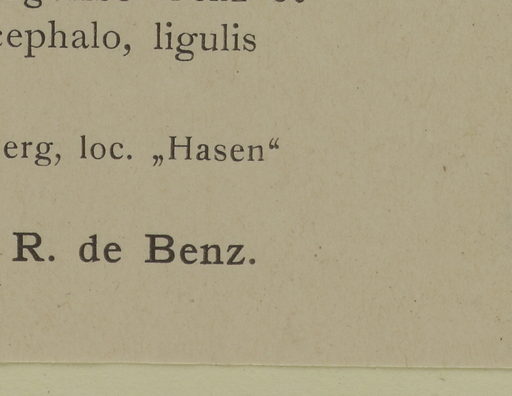 cephalo, ligulis
erg, loc. „Hasen“
R. de Benz.